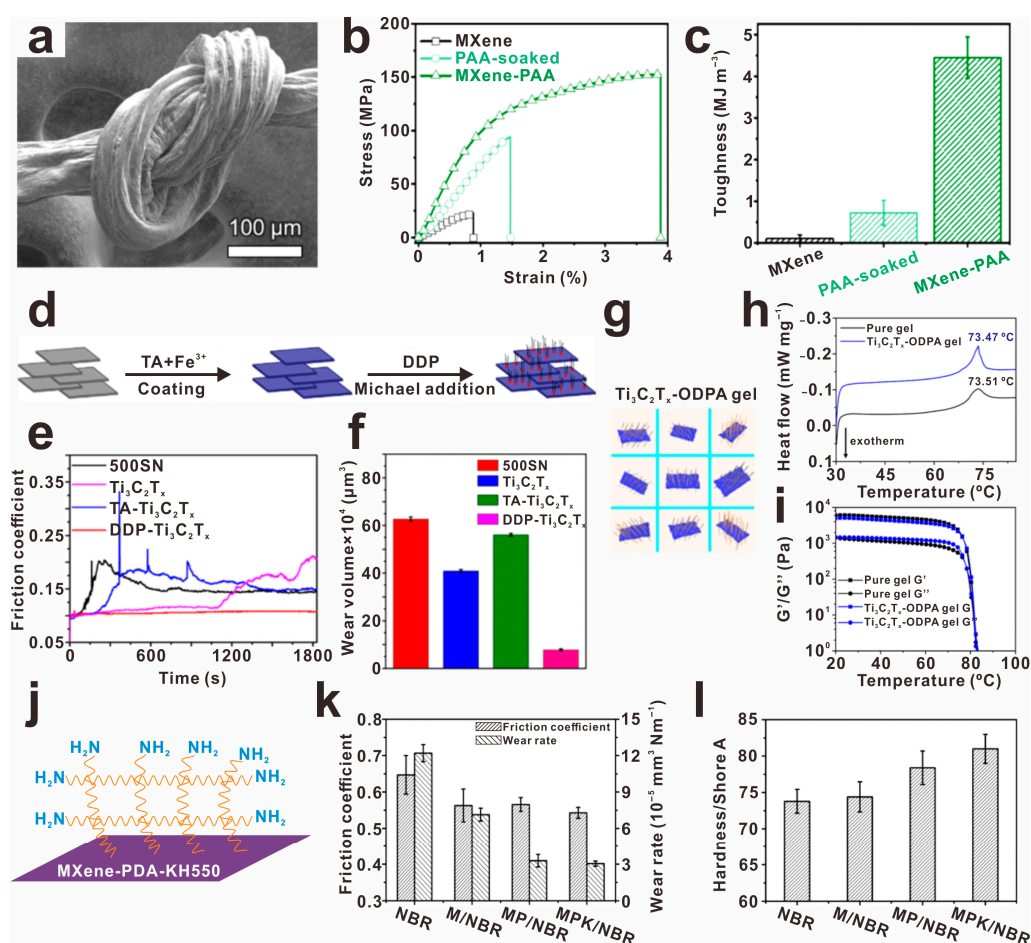 a
100 μm
b
MXene
PAA-soaked
MXene-PAA
Stress (MPa)
200
150
100
50
0
0 1 2 3 4
Strain (%)
c
Toughness (MJ m⁻³)
5
4
3
2
1
0
MXene
PAA-soaked
MXene-PAA
d
TA+Fe³⁺
Coating
DDP
Michael addition
e
500SN
Ti₃C₂Tₓ
TA-Ti₃C₂Tₓ
DDP-Ti₃C₂Tₓ
Friction coefficient
0.35
0.25
0.15
0.05
0 600 1200 1800
Time (s)
f
500SN
Ti₃C₂Tₓ
TA-Ti₃C₂Tₓ
DDP-Ti₃C₂Tₓ
Wear volume×10⁴ (μm³)
80
60
40
20
0
g
Ti₃C₂Tₓ-ODPA gel
h
Pure gel
Ti₃C₂Tₓ-ODPA gel
73.47 ºC
73.51 ºC
exotherm
Heat flow (mW mg⁻¹)
-0.3
-0.2
-0.1
0.0
0.1
35 55 75
Temperature (ºC)
i
G'/G'' (Pa)
10⁴
10³
10²
10¹
10⁰
Pure gel G'
Pure gel G''
Ti₃C₂Tₓ-ODPA gel G
Ti₃C₂Tₓ-ODPA gel G
20 40 60 80 100
Temperature (ºC)
j
H₂N NH₂ NH₂ NH₂
H₂N NH₂
H₂N NH₂
MXene-PDA-KH550
k
Friction coefficient
Wear rate
Friction coefficient
0.8
0.7
0.6
0.5
0.4
0.3
15
12
9
6
3
0
Wear rate (10⁻⁵ mm³ Nm⁻¹)
NBR M/NBR MP/NBR MPK/NBR
l
Hardness/Shore A
85
80
75
70
65
NBR M/NBR MP/NBR MPK/NBR